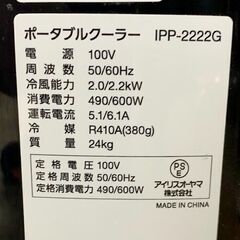 ポータブルクーラー IPP-2222G
電源 100V
周波数 50/60Hz
冷風能力 2.0/2.2kW
消費電力 490/600W
運転電流 5.1/6.1A
冷媒 R410A(380g)
質量 24kg
定格電圧 100V
定格周波数 50/60Hz
定格消費電力 490/600W
PS
E
アイリスオーヤマ
株式会社
MADE IN CHINA